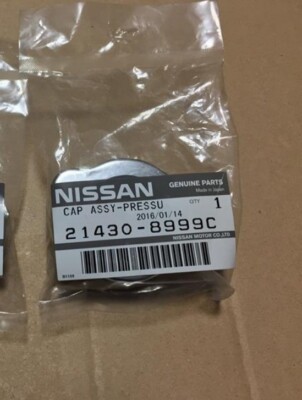 NISSAN
GENUINE PARTS
Made in Japan
CAP ASSY-PRESSU
QTY 1
2016/01/14
21430-8999C
NISSAN MOTOR CO.,LTD.